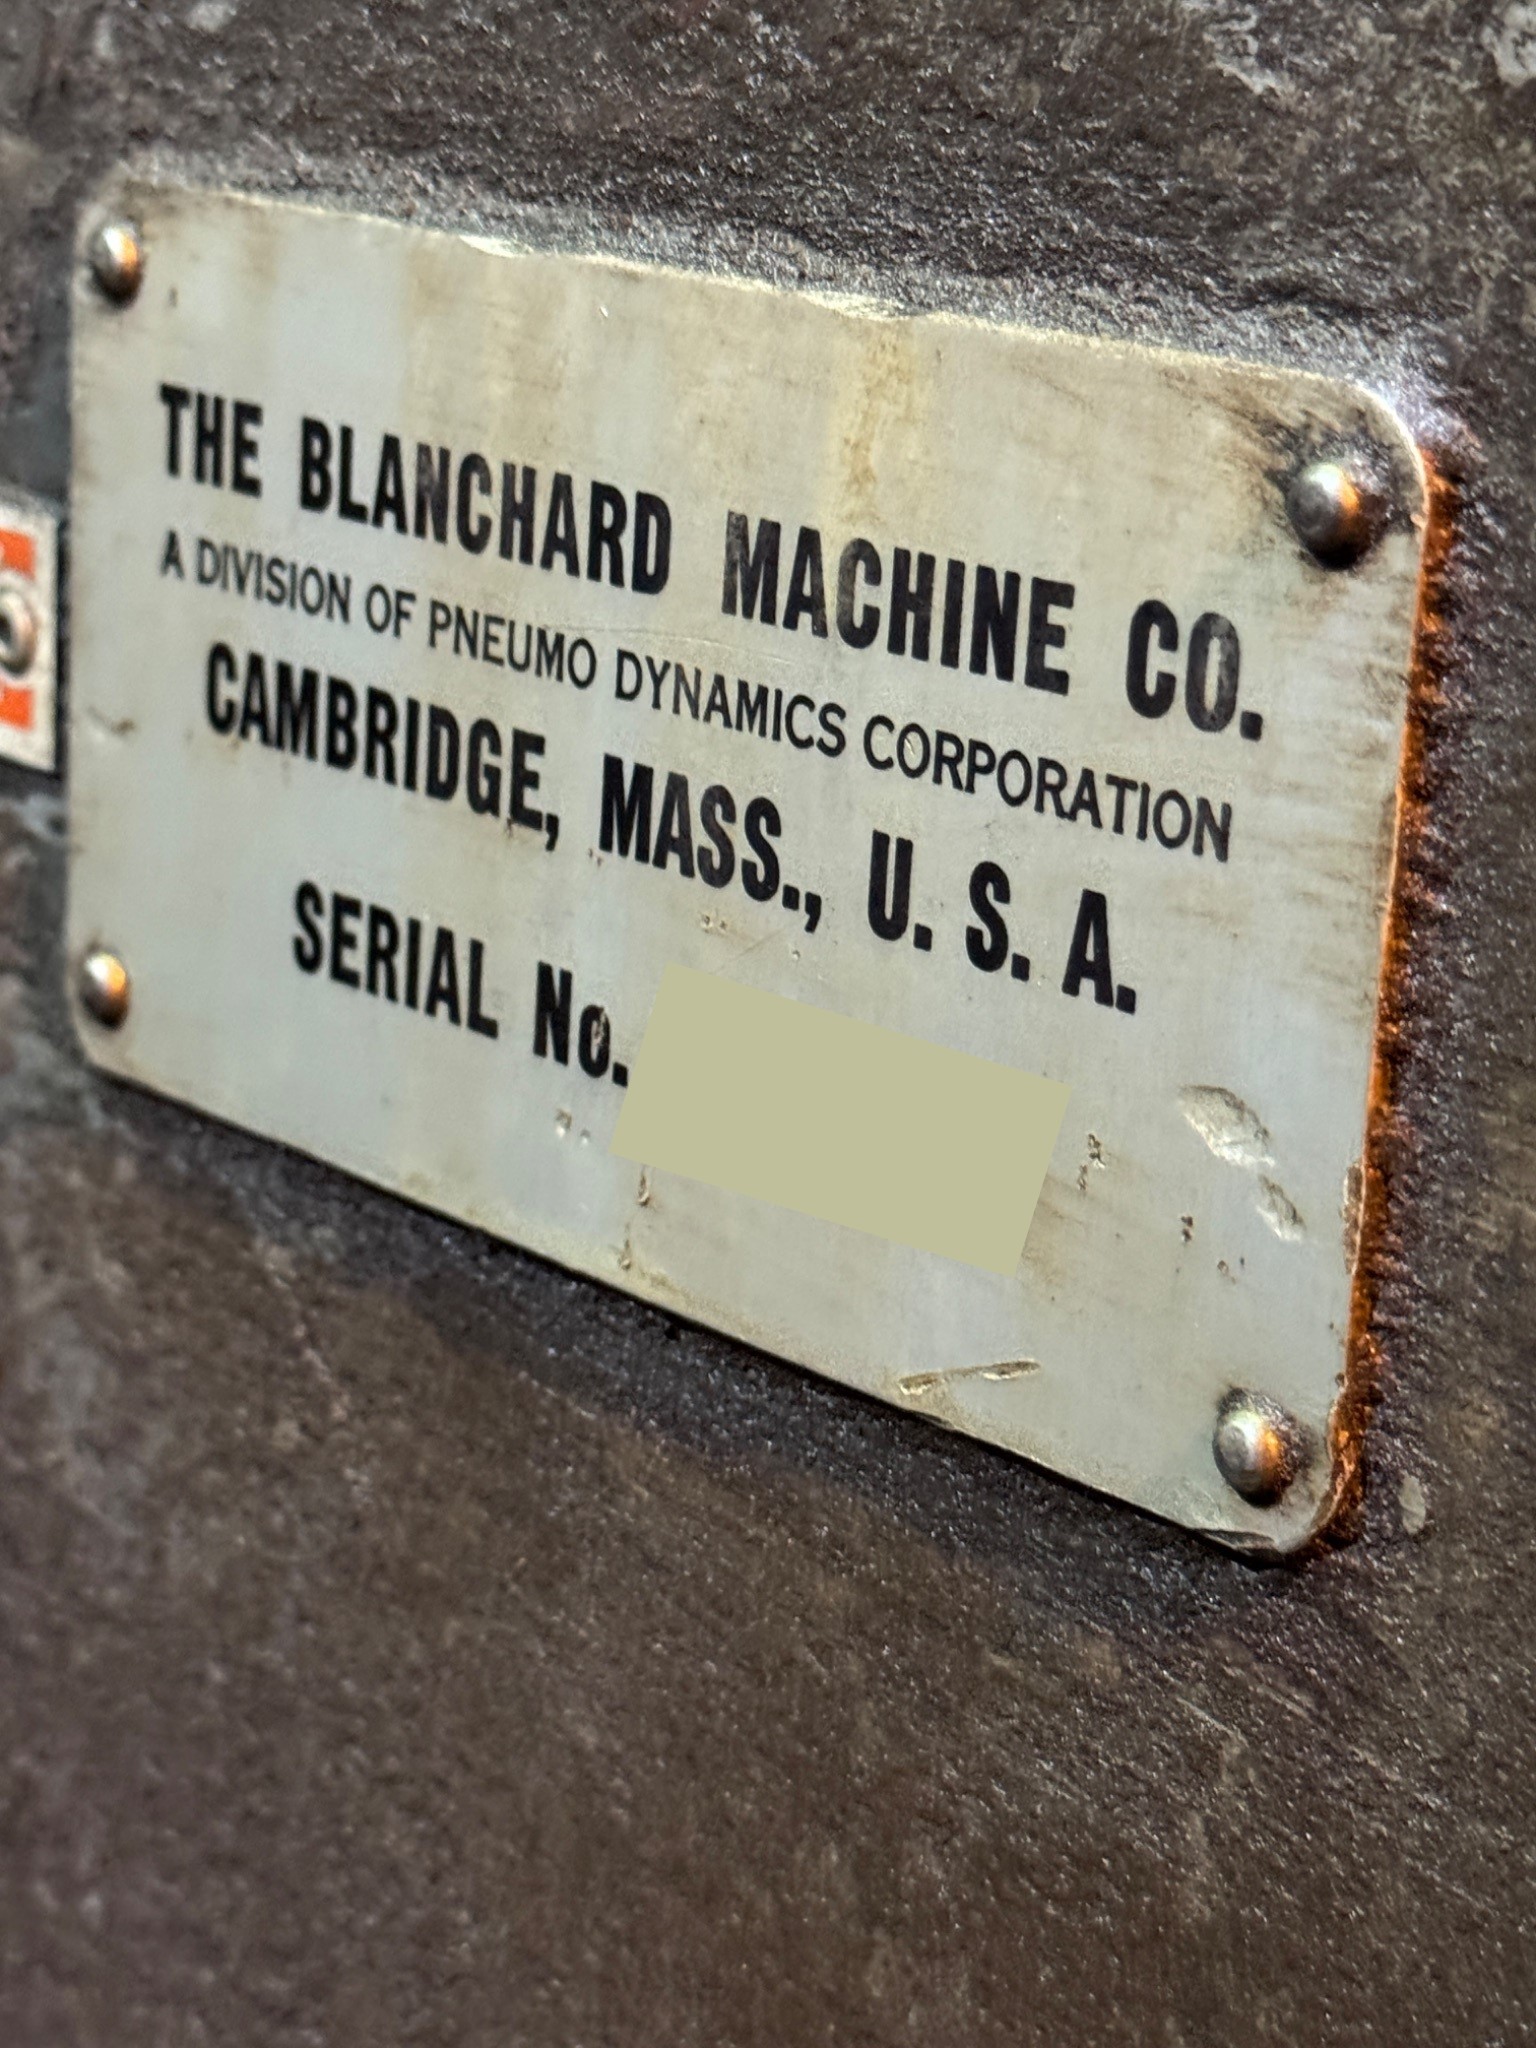 THE BLANCHARD MACHINE CO.
A DIVISION OF PNEUMO DYNAMICS CORPORATION
CAMBRIDGE, MASS., U. S. A.
SERIAL No.